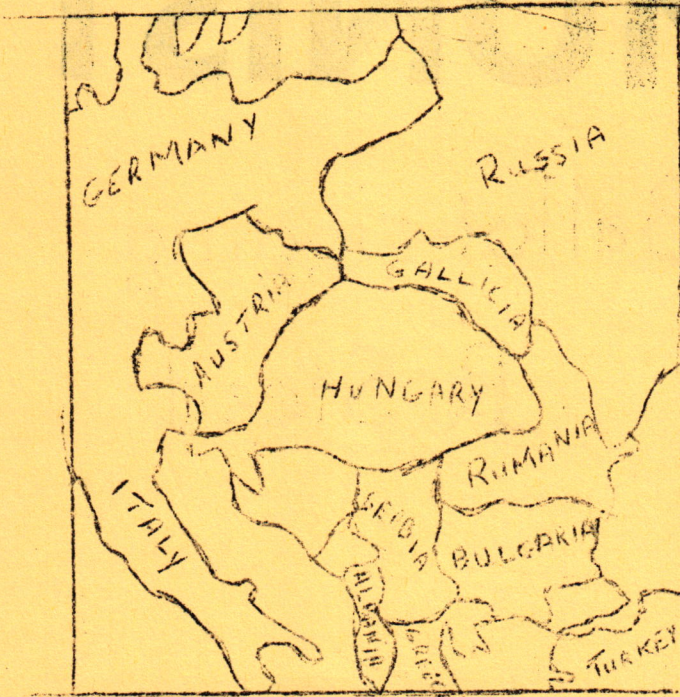 GERMANY
RUSSIA
GALLICIA
AUSTRIA
HUNGARY
RUMANIA
ITALY
SERBIA
BULGARIA
ALBANIA
TURKEY